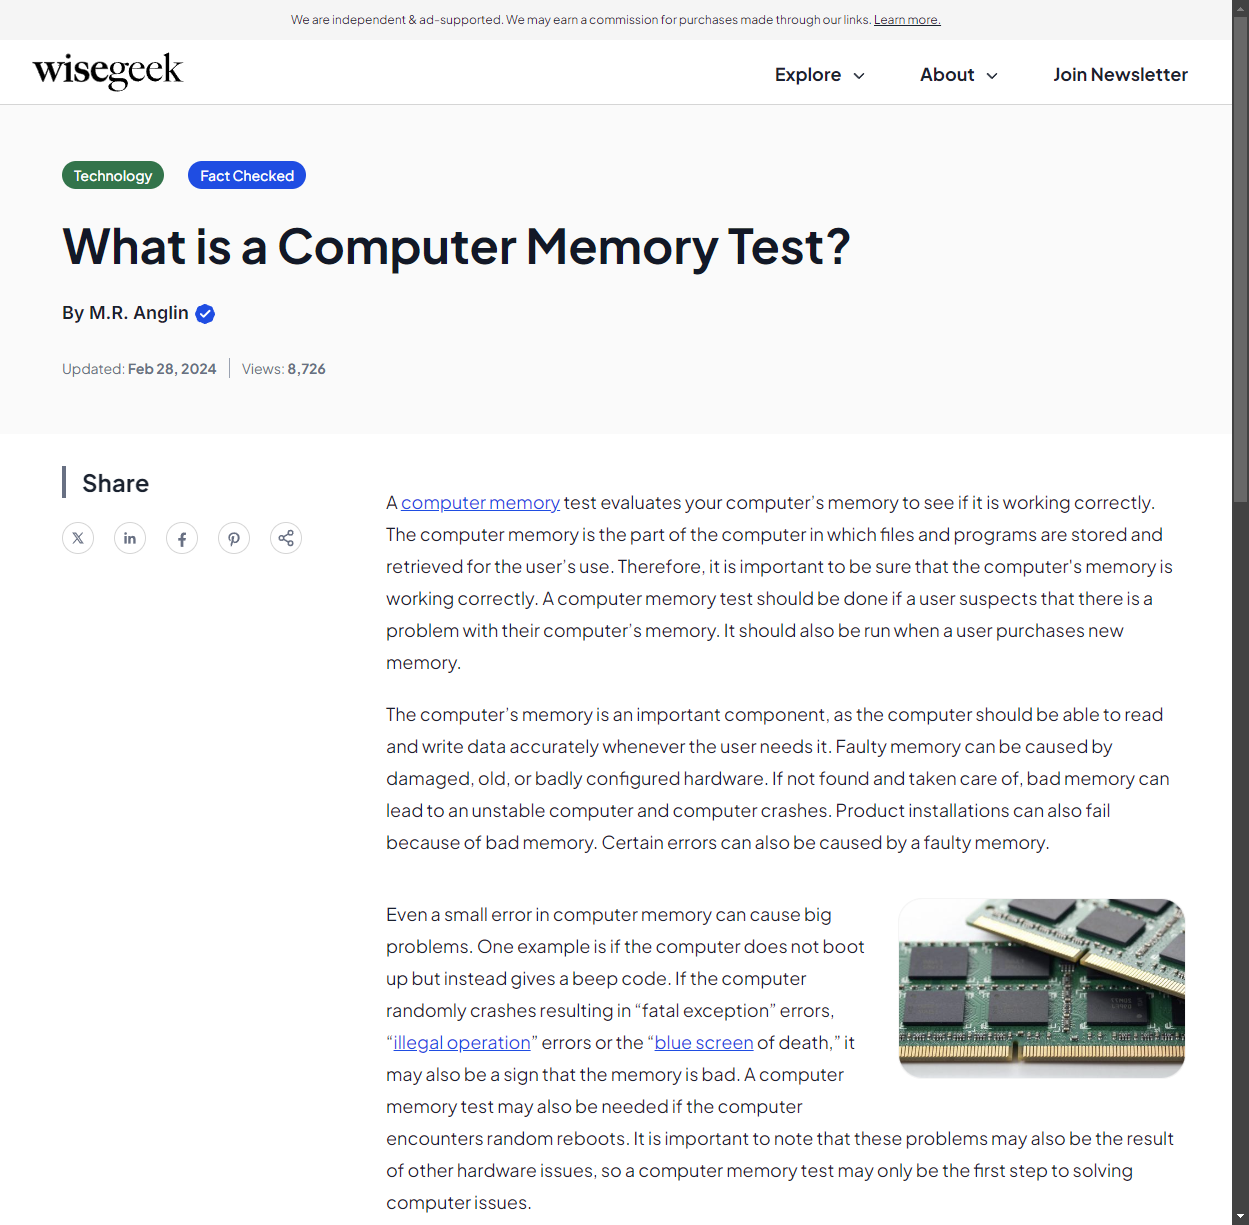 We are independent & ad-supported. We may earn a commission for purchases made through our links. Learn more.
wisegeek
Explore
About
Join Newsletter
Technology
Fact Checked
What is a Computer Memory Test?
By M.R. Anglin
Updated: Feb 28, 2024
Views: 8,726
Share
A computer memory test evaluates your computer’s memory to see if it is working correctly.
The computer memory is the part of the computer in which files and programs are stored and
retrieved for the user’s use. Therefore, it is important to be sure that the computer's memory is
working correctly. A computer memory test should be done if a user suspects that there is a
problem with their computer’s memory. It should also be run when a user purchases new
memory.
The computer’s memory is an important component, as the computer should be able to read
and write data accurately whenever the user needs it. Faulty memory can be caused by
damaged, old, or badly configured hardware. If not found and taken care of, bad memory can
lead to an unstable computer and computer crashes. Product installations can also fail
because of bad memory. Certain errors can also be caused by a faulty memory.
Even a small error in computer memory can cause big
problems. One example is if the computer does not boot
up but instead gives a beep code. If the computer
randomly crashes resulting in “fatal exception” errors,
“illegal operation” errors or the “blue screen of death,” it
may also be a sign that the memory is bad. A computer
memory test may also be needed if the computer
encounters random reboots. It is important to note that these problems may also be the result
of other hardware issues, so a computer memory test may only be the first step to solving
computer issues.